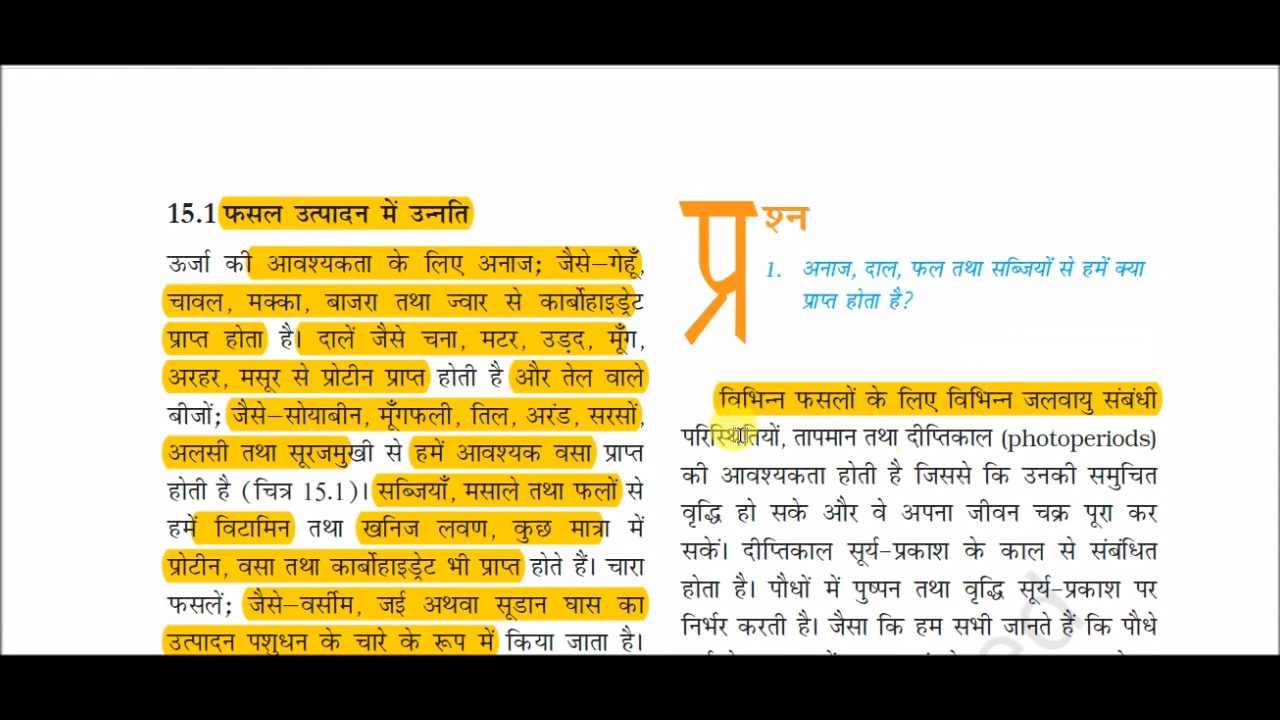 15.1 फसल उत्पादन में उन्नति
ऊर्जा की आवश्यकता के लिए अनाज; जैसे–गेहूँ,
चावल, मक्का, बाजरा तथा ज्वार से कार्बोहाइड्रेट
प्राप्त होता है। दालें जैसे चना, मटर, उड़द, मूँग,
अरहर, मसूर से प्रोटीन प्राप्त होती है और तेल वाले
बीजों; जैसे–सोयाबीन, मूँगफली, तिल, अरंड, सरसों,
अलसी तथा सूरजमुखी से हमें आवश्यक वसा प्राप्त
होती है (चित्र 15.1)। सब्जियाँ, मसाले तथा फलों से
हमें विटामिन तथा खनिज लवण, कुछ मात्रा में
प्रोटीन, वसा तथा कार्बोहाइड्रेट भी प्राप्त होते हैं। चारा
फसलें; जैसे–वर्सीम, जई अथवा सूडान घास का
उत्पादन पशुधन के चारे के रूप में किया जाता है।
प्रश्न
1. अनाज, दाल, फल तथा सब्जियों से हमें क्या
प्राप्त होता है?
विभिन्न फसलों के लिए विभिन्न जलवायु संबंधी
परिस्थितियों, तापमान तथा दीप्तिकाल (photoperiods)
की आवश्यकता होती है जिससे कि उनकी समुचित
वृद्धि हो सके और वे अपना जीवन चक्र पूरा कर
सकें। दीप्तिकाल सूर्य-प्रकाश के काल से संबंधित
होता है। पौधों में पुष्पन तथा वृद्धि सूर्य-प्रकाश पर
निर्भर करती है। जैसा कि हम सभी जानते हैं कि पौधे